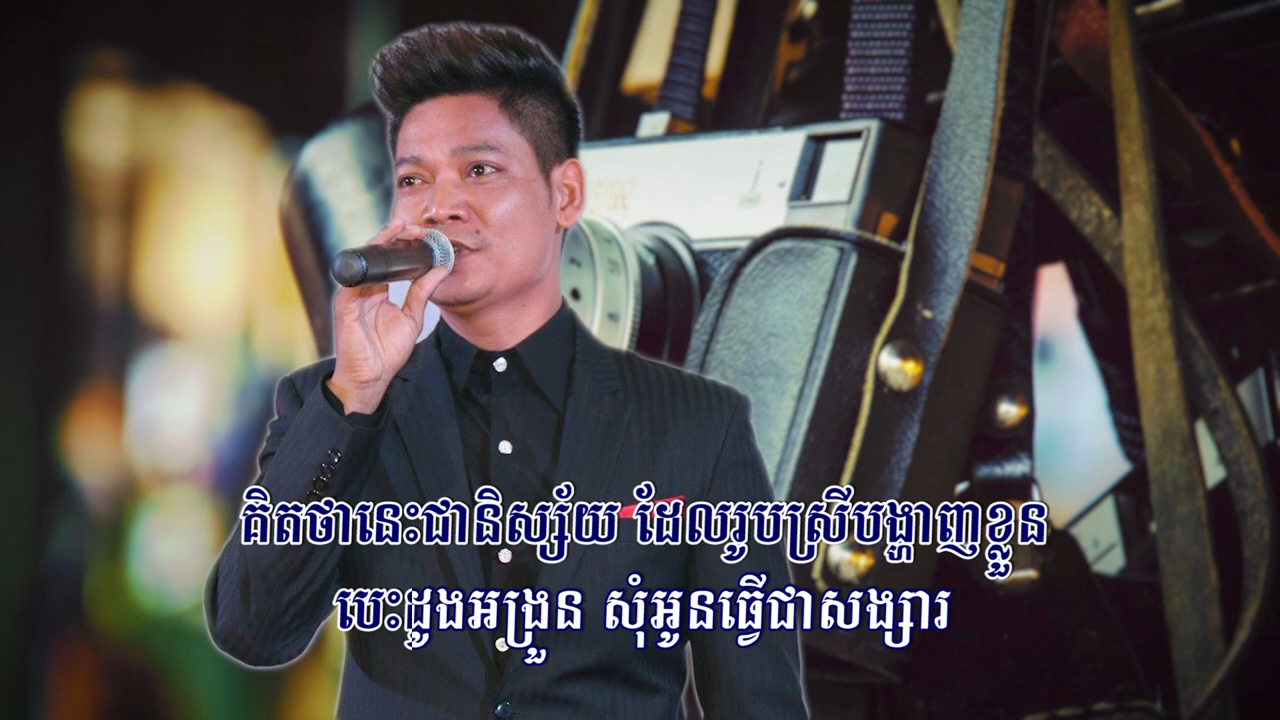 គិតថានេះជានិស្ស័យ ដែលរូបស្រីបង្ហាញខ្លួន
បេះដូងអង្រួន សុំអូនធ្វើជាសង្សារ